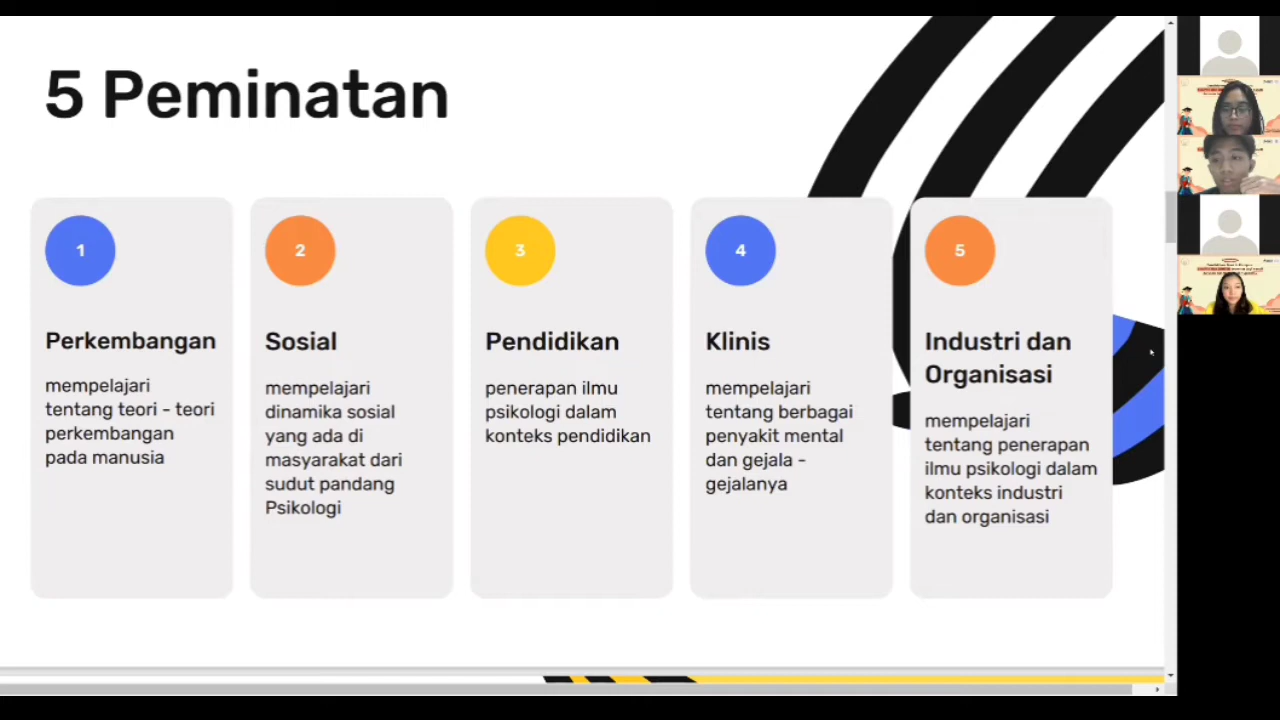 5 Peminatan
1
Perkembangan
mempelajari
tentang teori - teori
perkembangan
pada manusia
2
Sosial
mempelajari
dinamika sosial
yang ada di
masyarakat dari
sudut pandang
Psikologi
3
Pendidikan
penerapan ilmu
psikologi dalam
konteks pendidikan
4
Klinis
mempelajari
tentang berbagai
penyakit mental
dan gejala -
gejalanya
5
Industri dan
Organisasi
mempelajari
tentang penerapan
ilmu psikologi dalam
konteks industri
dan organisasi